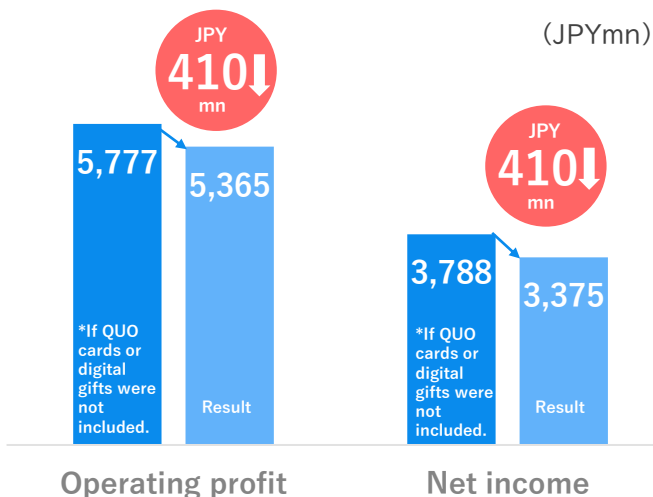 (JPYmn)
JPY
410
mn
5,777
5,365
*If QUO
cards or
digital
gifts were
not
included.
Result
Operating profit
JPY
410
mn
3,788
3,375
*If QUO
cards or
digital
gifts were
not
included.
Result
Net income